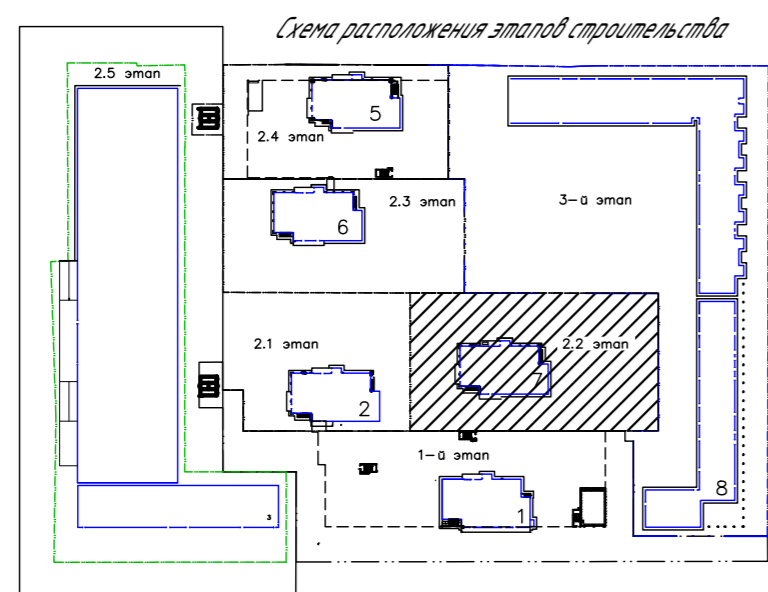 Схема расположения этапов строительства
2.5 этап
5
2.4 этап
2.3 этап
3-й этап
6
2.1 этап
2.2 этап
7
2
1-й этап
8
1
3